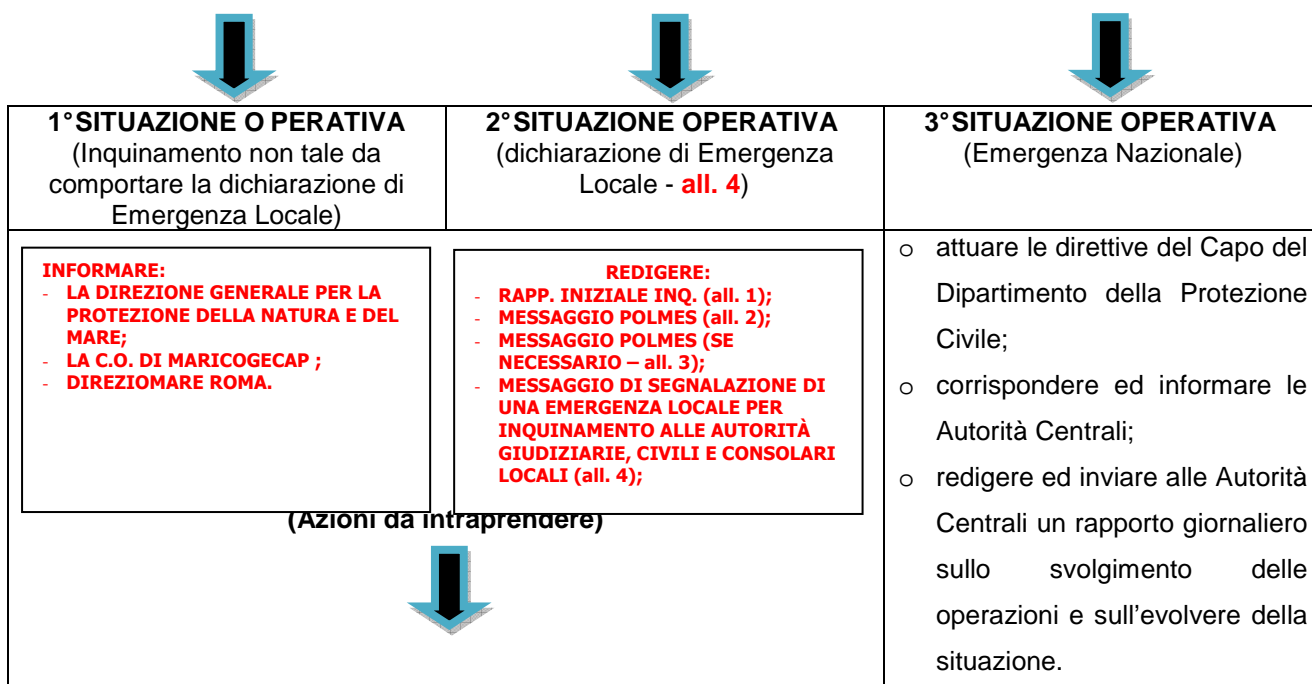 1° SITUAZIONE O PERATIVA
(Inquinamento non tale da
comportare la dichiarazione di
Emergenza Locale)
2° SITUAZIONE OPERATIVA
(dichiarazione di Emergenza
Locale - all. 4)
3° SITUAZIONE OPERATIVA
(Emergenza Nazionale)
INFORMARE:
- LA DIREZIONE GENERALE PER LA
PROTEZIONE DELLA NATURA E DEL
MARE;
- LA C.O. DI MARICOGECAP ;
- DIREZIOMARE ROMA.
REDIGERE:
- RAPP. INIZIALE INQ. (all. 1);
- MESSAGGIO POLMES (all. 2);
- MESSAGGIO POLMES (SE
NECESSARIO – all. 3);
- MESSAGGIO DI SEGNALAZIONE DI
UNA EMERGENZA LOCALE PER
INQUINAMENTO ALLE AUTORITÀ
GIUDIZIARIE, CIVILI E CONSOLARI
LOCALI (all. 4);
(Azioni da intraprendere)
o attuare le direttive del Capo del
Dipartimento della Protezione
Civile;
o corrispondere ed informare le
Autorità Centrali;
o redigere ed inviare alle Autorità
Centrali un rapporto giornaliero
sullo svolgimento delle
operazioni e sull'evolvere della
situazione.